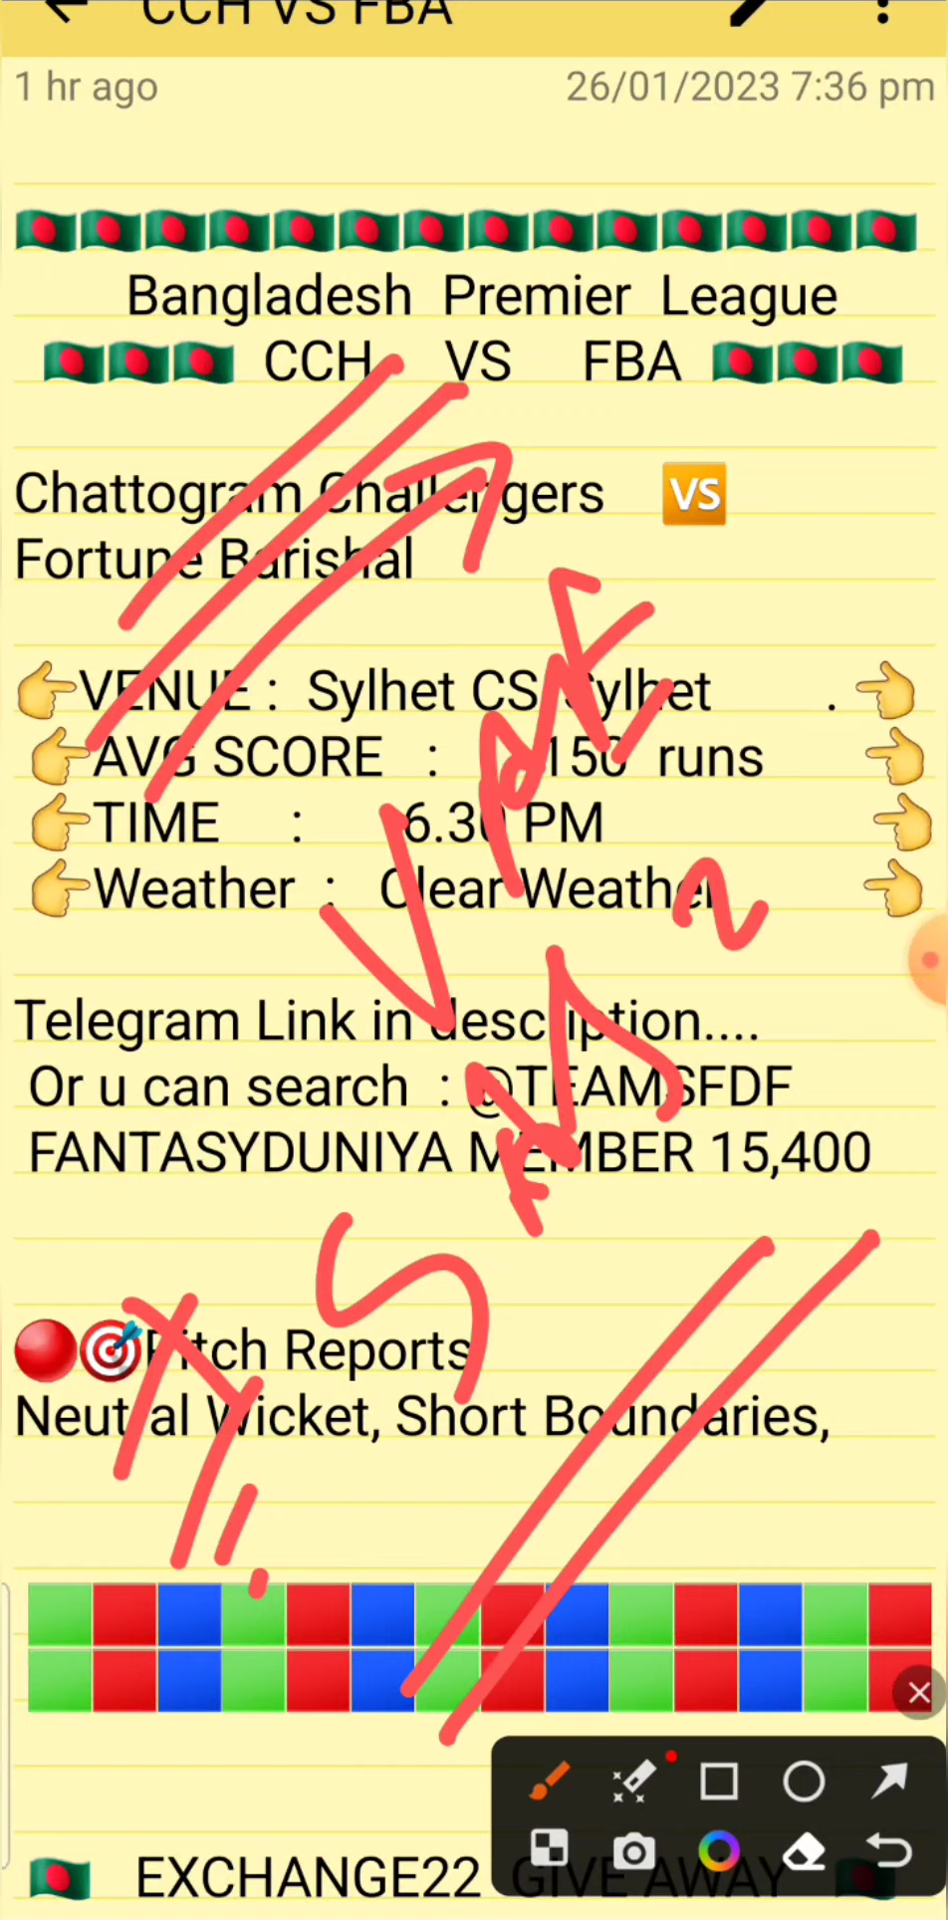 CCH VS FBA
1 hr ago 26/01/2023 7:36 pm
Bangladesh Premier League
CCH VS FBA
Chattogram Challengers VS
Fortune Barishal
VENUE : Sylhet CS, Sylhet .
AVG SCORE : 150 runs
TIME : 6.30 PM
Weather : Clear Weather
Telegram Link in description....
Or u can search : @TEAMSFDF
FANTASYDUNIYA MEMBER 15,400
Pitch Reports
Neutral Wicket, Short Boundaries,
EXCHANGE22 GIVE AWAY